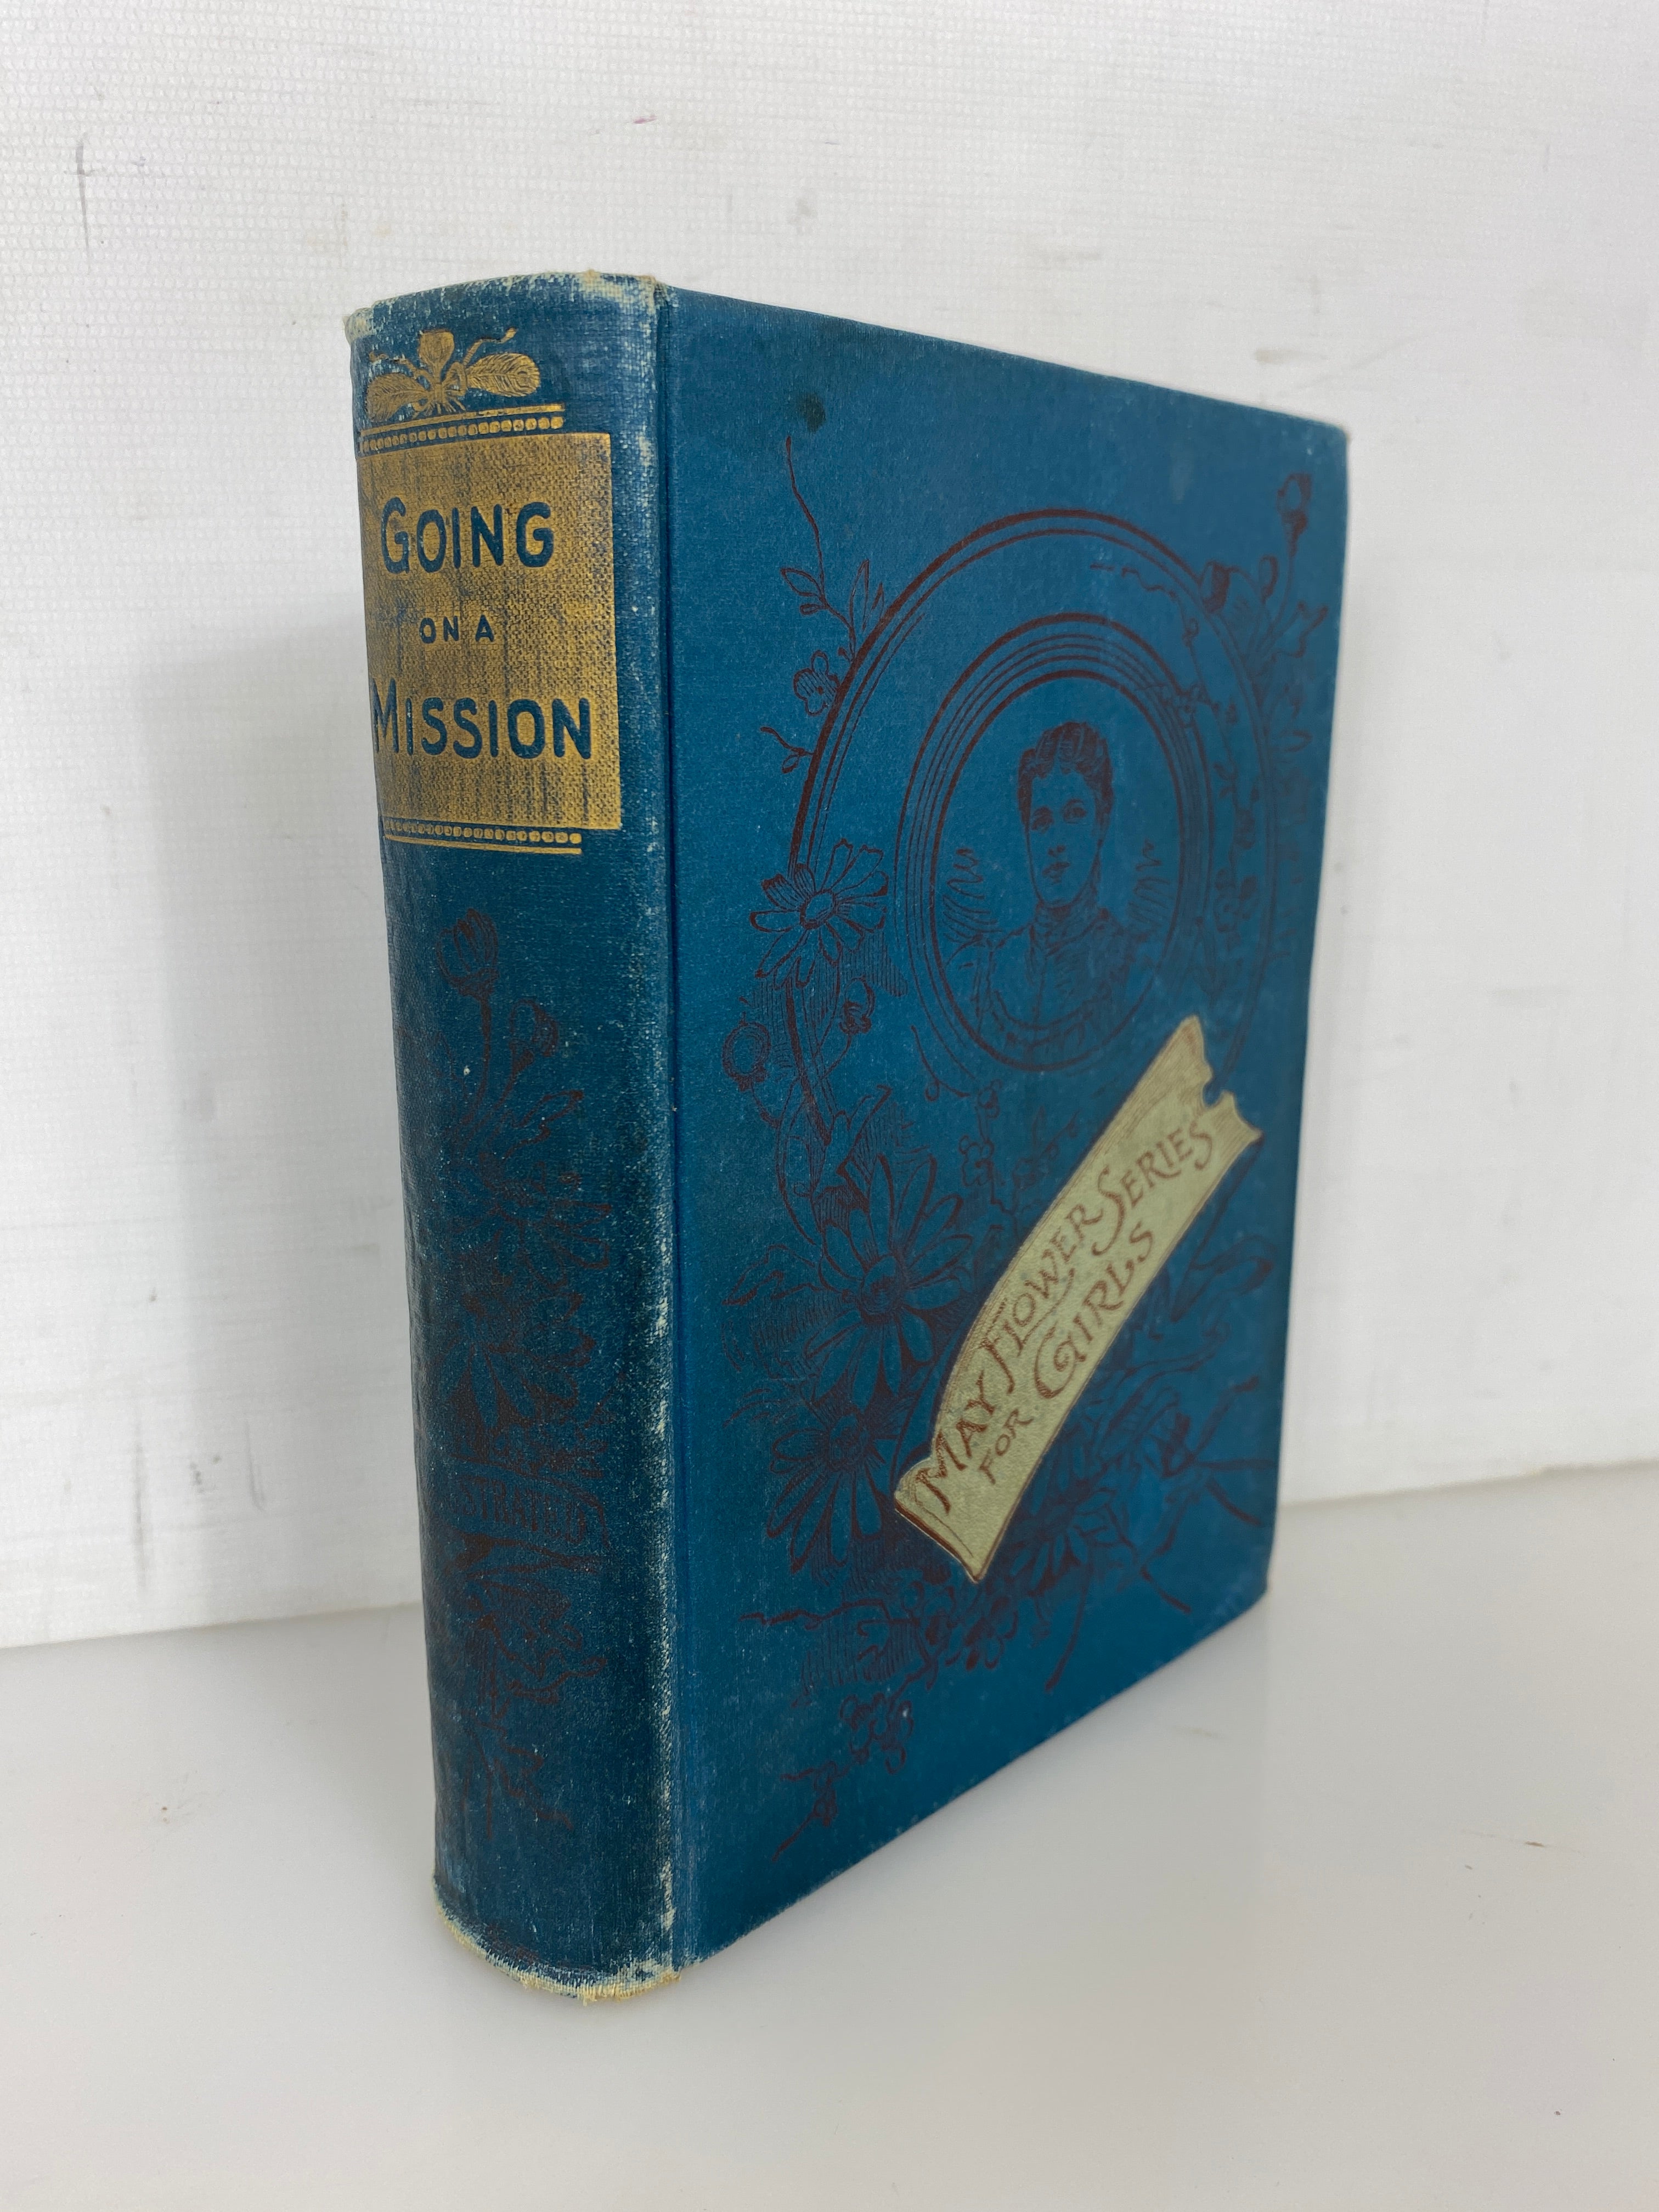 GOING
ON A
MISSION
MAY FLOWER SERIES
FOR GIRLS